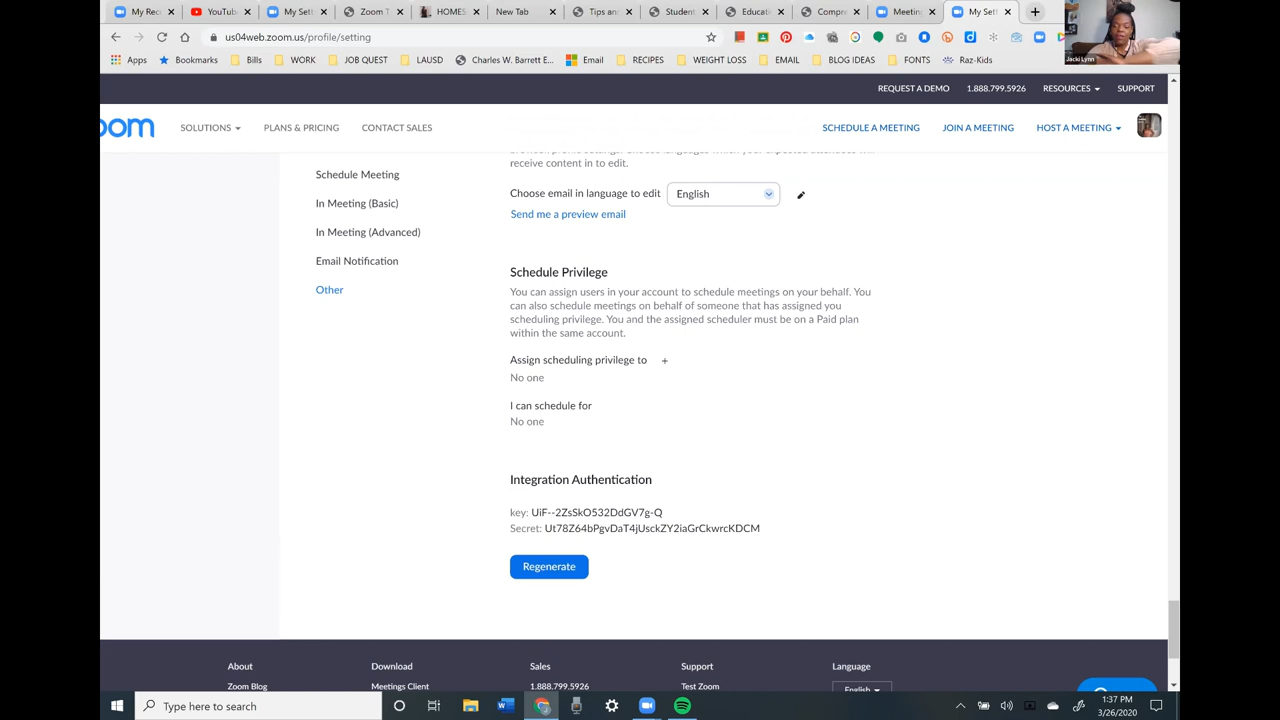 My Rec
YouTub
My Sett
Zoom T
HOMES
New Tab
Tips an
Student
Educate
Compre
Meetin
My Sett
us04web.zoom.us/profile/setting
Apps
Bookmarks
Bills
WORK
JOB QUEST
LAUSD
Charles W. Barrett E...
Email
RECIPES
WEIGHT LOSS
EMAIL
BLOG IDEAS
FONTS
Raz-Kids
Jacki Lynn
REQUEST A DEMO
1.888.799.5926
RESOURCES
SUPPORT
oom
SOLUTIONS
PLANS & PRICING
CONTACT SALES
SCHEDULE A MEETING
JOIN A MEETING
HOST A MEETING
Schedule Meeting
In Meeting (Basic)
In Meeting (Advanced)
Email Notification
Other
receive content in to edit.
Choose email in language to edit
English
Send me a preview email
Schedule Privilege
You can assign users in your account to schedule meetings on your behalf. You
can also schedule meetings on behalf of someone that has assigned you
scheduling privilege. You and the assigned scheduler must be on a Paid plan
within the same account.
Assign scheduling privilege to +
No one
I can schedule for
No one
Integration Authentication
key: UiF--2ZsSkO532DdGV7g-Q
Secret: Ut78Z64bPgvDaT4jUsckZY2iaGrCkwrcKDCM
Regenerate
About
Download
Sales
Support
Language
Zoom Blog
Meetings Client
1.888.799.5926
Test Zoom
English
Type here to search
1:37 PM
3/26/2020